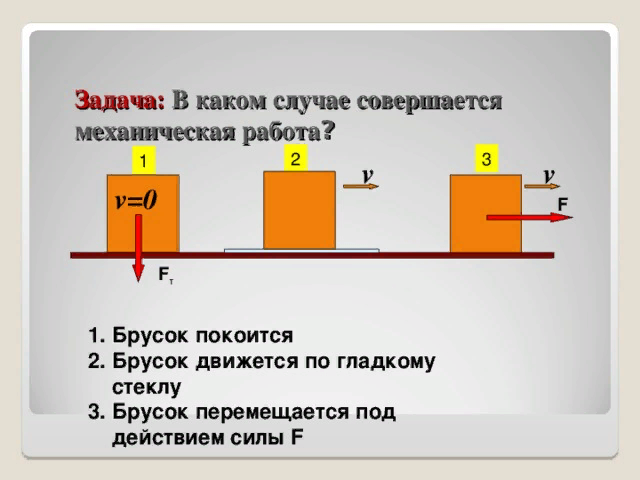 Задача: В каком случае совершается
механическая работа?
1
2
3
v
v
v=0
F
Fт
1. Брусок покоится
2. Брусок движется по гладкому
стеклу
3. Брусок перемещается под
действием силы F